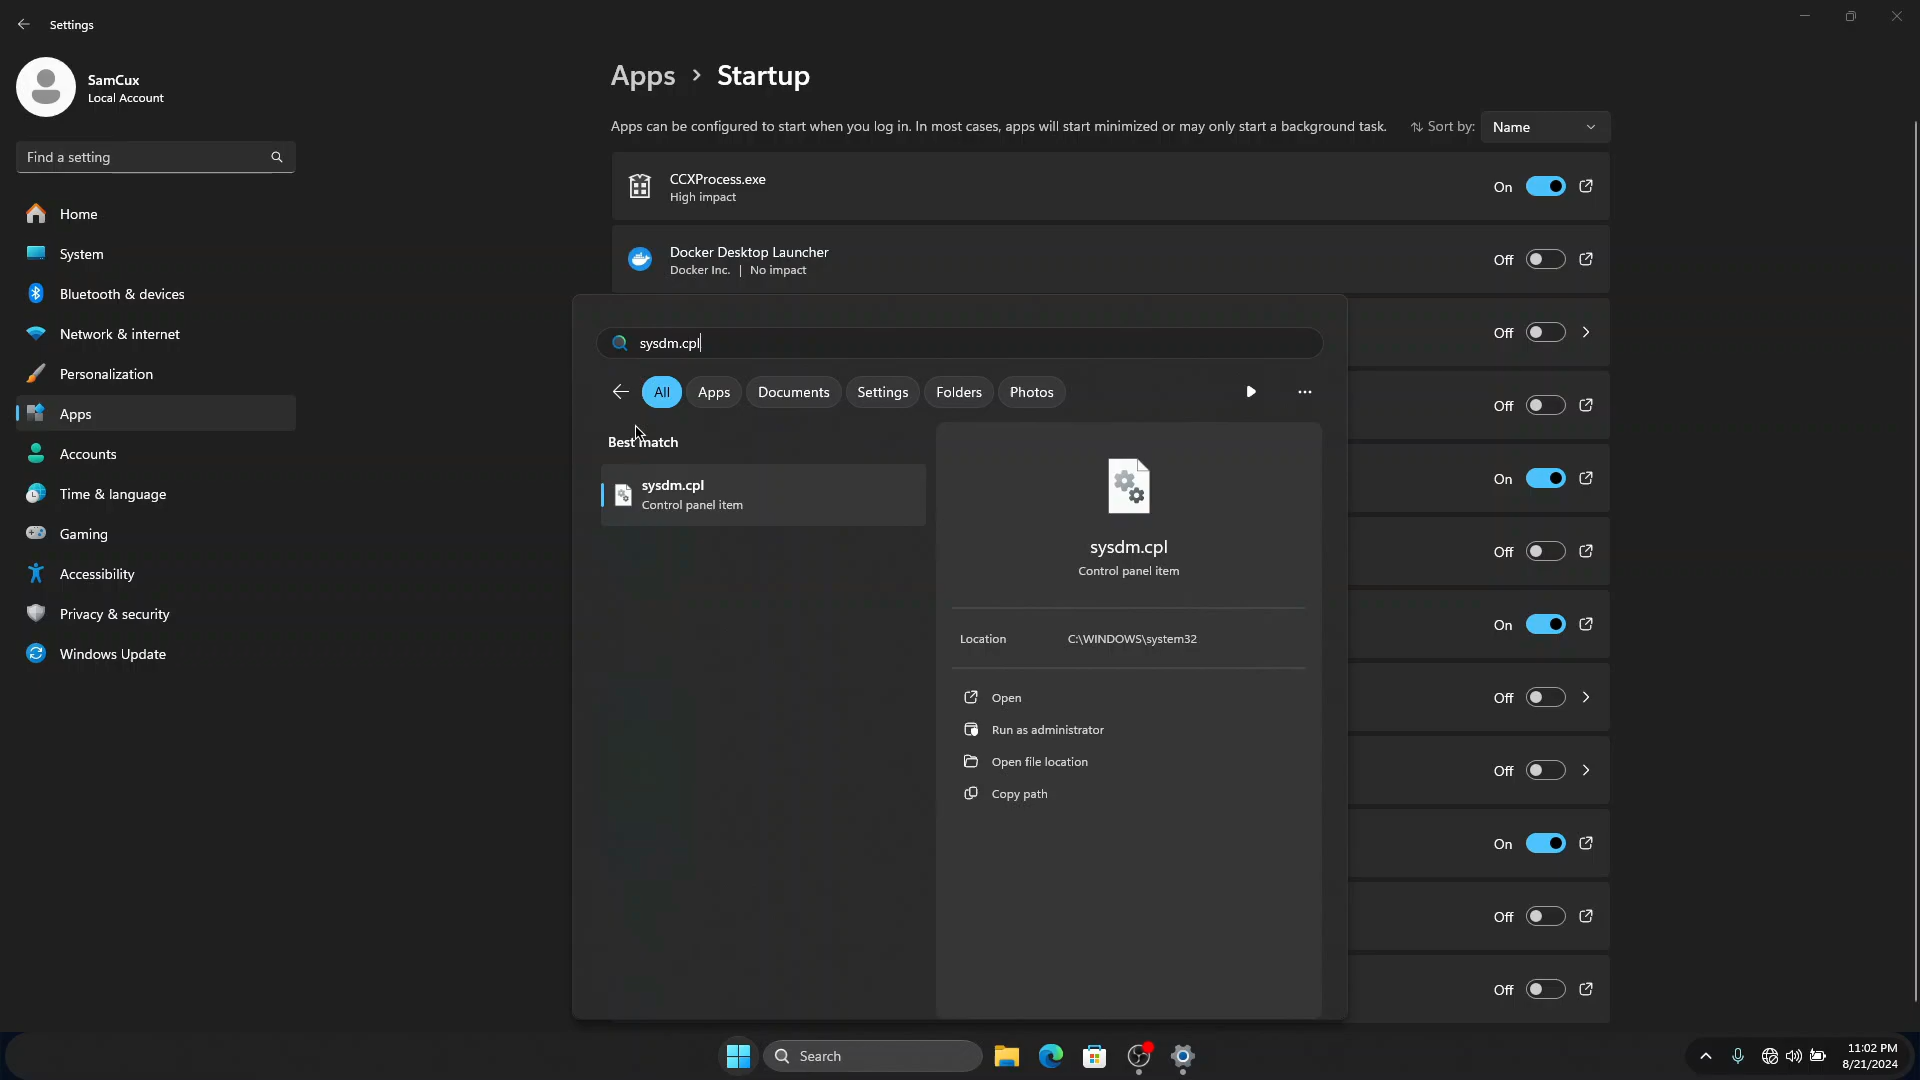 Settings
SamCux
Local Account
Find a setting
Home
System
Bluetooth & devices
Network & internet
Personalization
Apps
Accounts
Time & language
Gaming
Accessibility
Privacy & security
Windows Update
Apps › Startup
Apps can be configured to start when you log in. In most cases, apps will start minimized or may only start a background task.
Sort by: Name
CCXProcess.exe
High impact
On
Docker Desktop Launcher
Docker Inc. | No impact
Off
Off
Off
On
Off
On
Off
Off
On
Off
Off
sysdm.cpl
All Apps Documents Settings Folders Photos
Best match
sysdm.cpl
Control panel item
sysdm.cpl
Control panel item
Location C:\WINDOWS\system32
Open
Run as administrator
Open file location
Copy path
Search
11:02 PM
8/21/2024